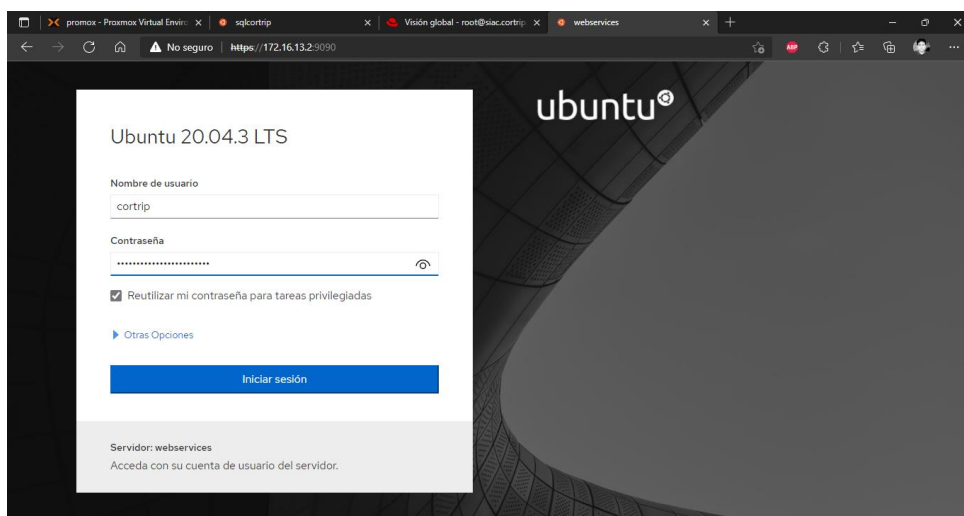 promox - Proxmox Virtual Enviro
sqlcortrip
Visión global - root@siac.cortrip
webservices
No seguro
https://172.16.13.2:9090
ABP
ubuntu
Ubuntu 20.04.3 LTS
Nombre de usuario
cortrip
Contraseña
Reutilizar mi contraseña para tareas privilegiadas
Otras Opciones
Iniciar sesión
Servidor: webservices
Acceda con su cuenta de usuario del servidor.